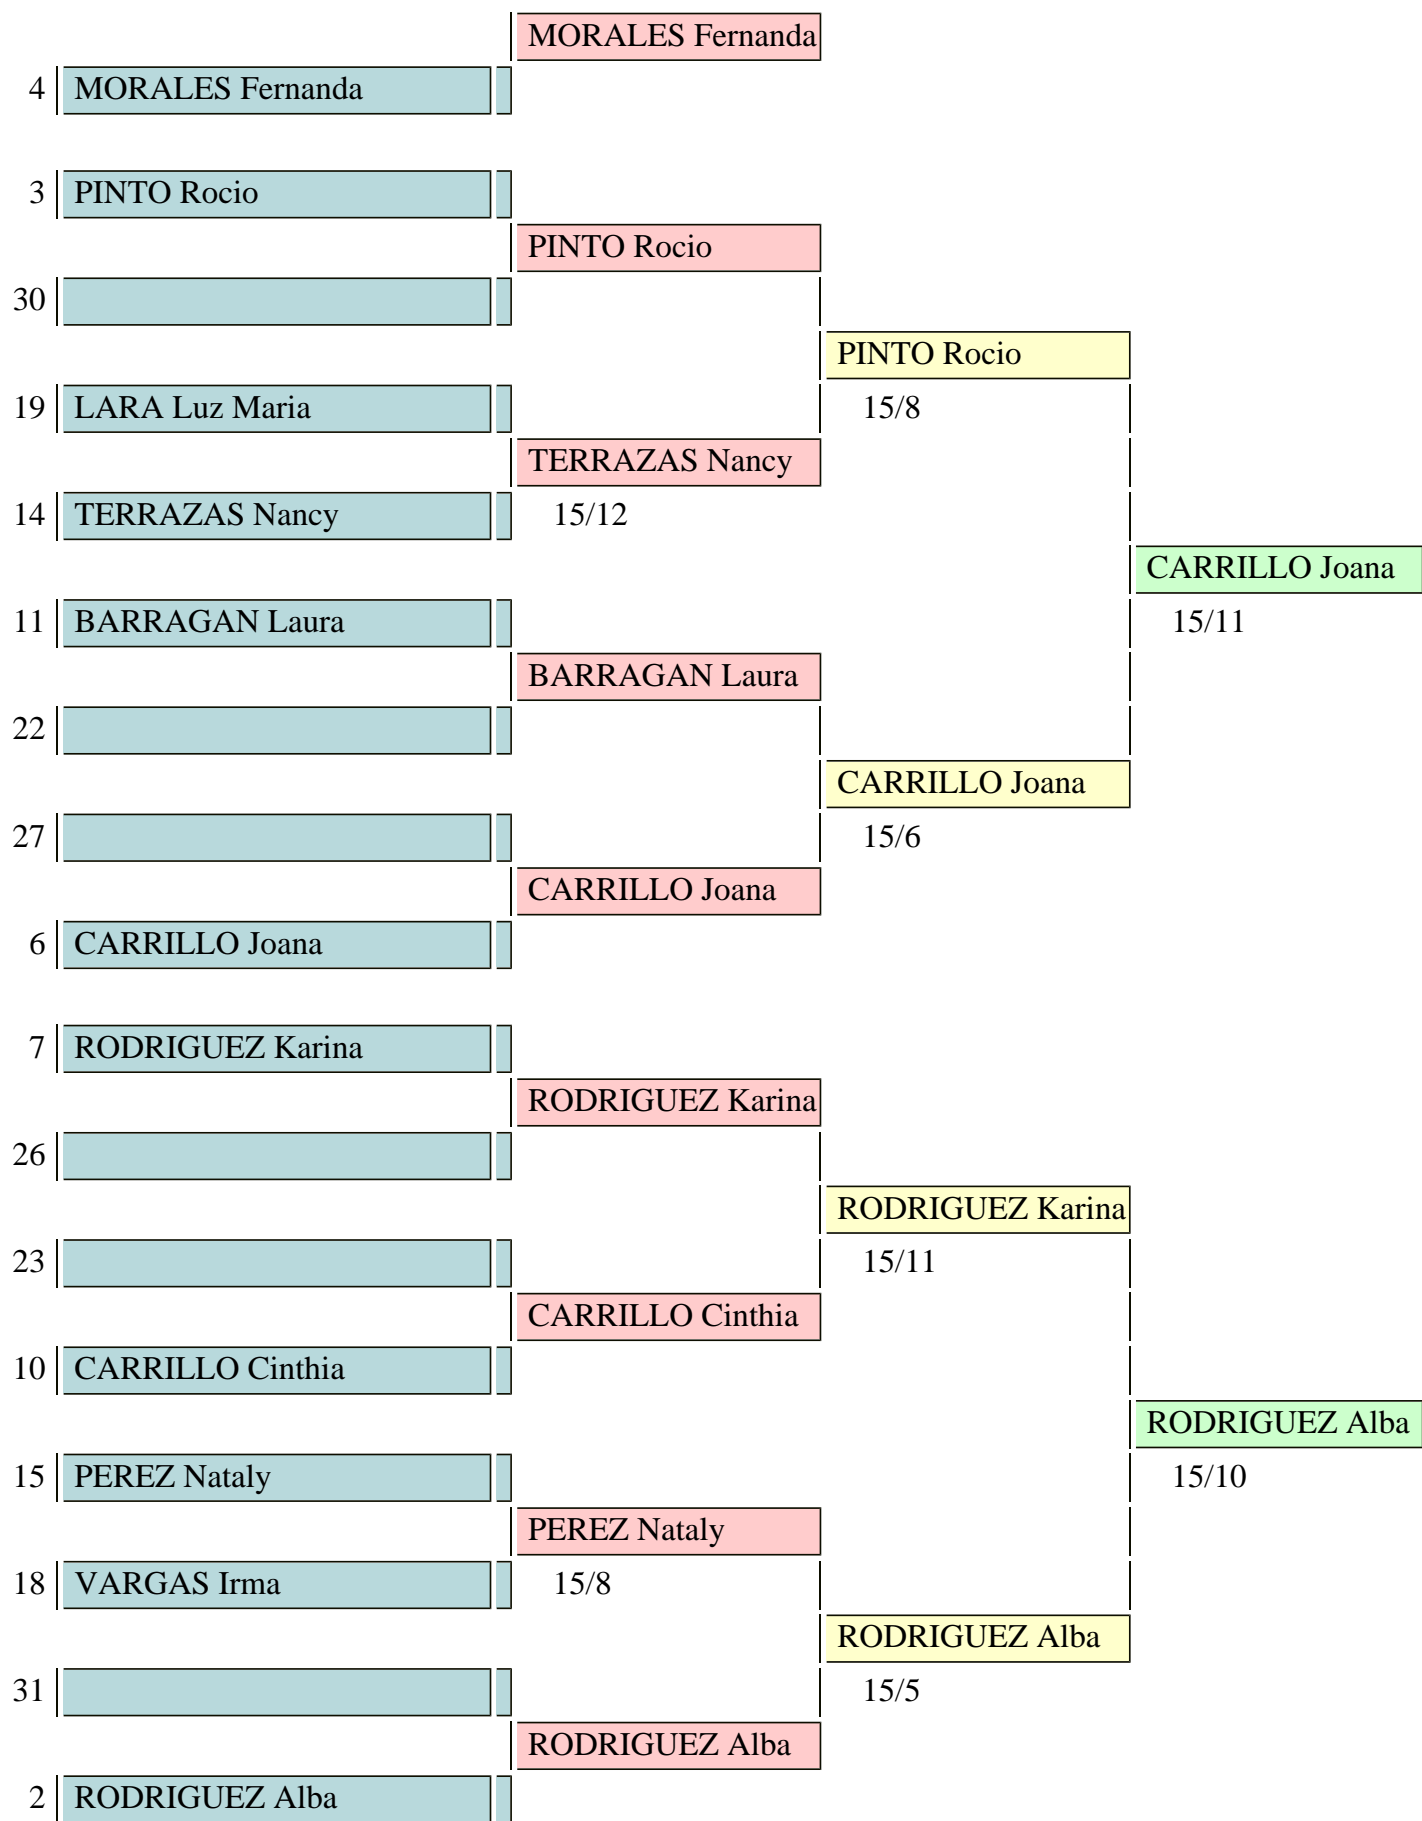 MORALES Fernanda
4 MORALES Fernanda
3 PINTO Rocio
PINTO Rocio
30
PINTO Rocio
19 LARA Luz Maria 15/8
TERRAZAS Nancy
14 TERRAZAS Nancy 15/12
CARRILLO Joana
11 BARRAGAN Laura 15/11
BARRAGAN Laura
22
CARRILLO Joana
27 15/6
CARRILLO Joana
6 CARRILLO Joana
7 RODRIGUEZ Karina
RODRIGUEZ Karina
26
RODRIGUEZ Karina
23 15/11
CARRILLO Cinthia
10 CARRILLO Cinthia
RODRIGUEZ Alba
15 PEREZ Nataly 15/10
PEREZ Nataly
18 VARGAS Irma 15/8
RODRIGUEZ Alba
31 15/5
RODRIGUEZ Alba
2 RODRIGUEZ Alba